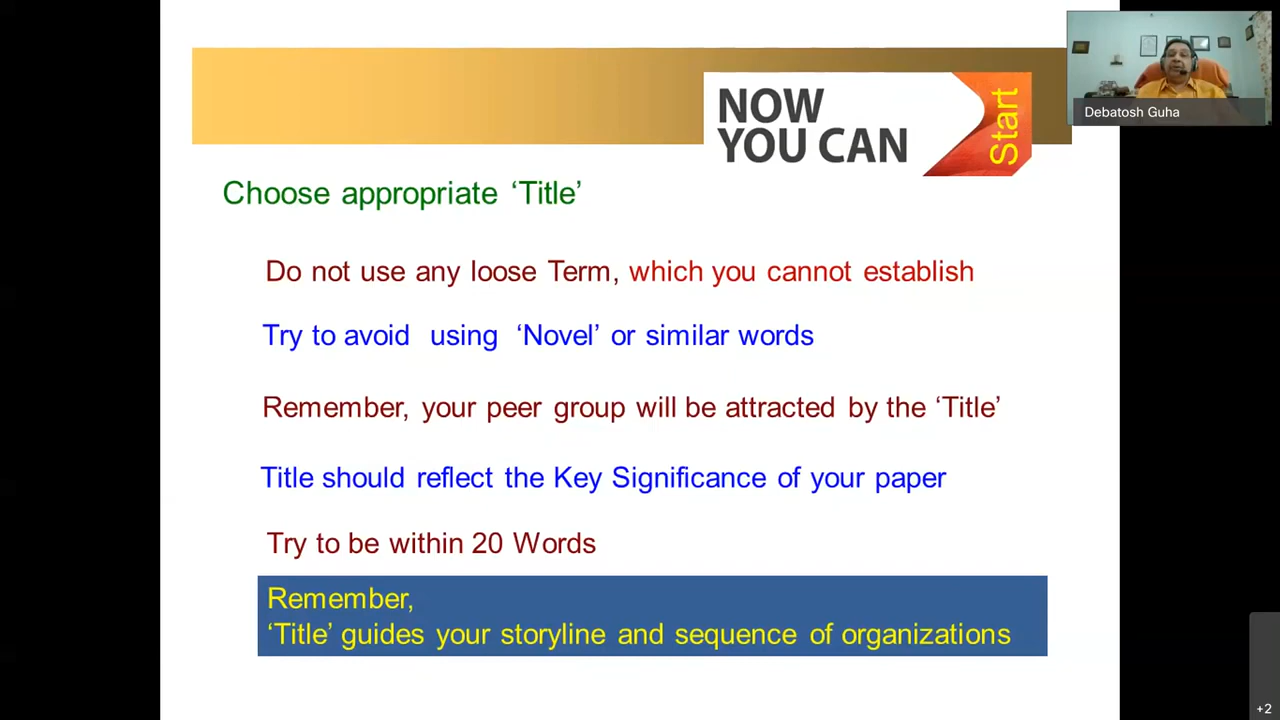 NOW
YOU CAN
Start
Debatosh Guha
Choose appropriate ‘Title’
Do not use any loose Term, which you cannot establish
Try to avoid using ‘Novel’ or similar words
Remember, your peer group will be attracted by the ‘Title’
Title should reflect the Key Significance of your paper
Try to be within 20 Words
Remember,
‘Title’ guides your storyline and sequence of organizations
+2